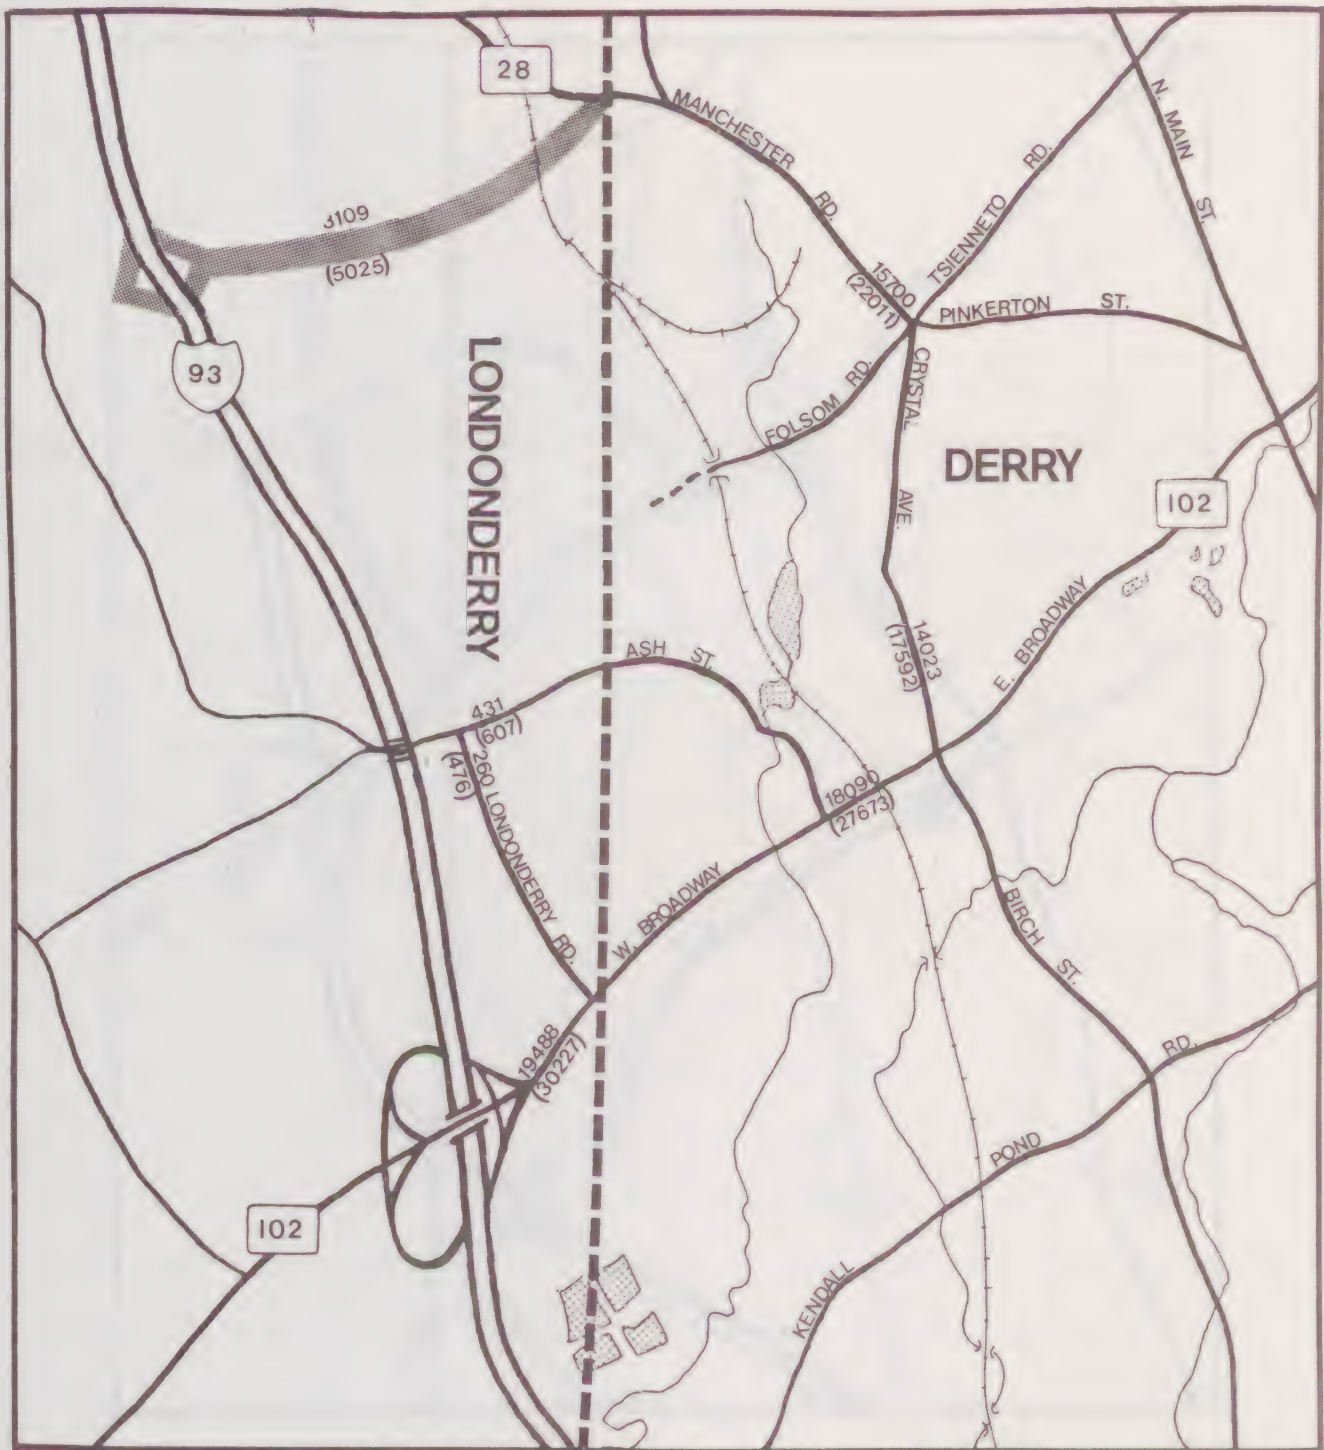 28
MANCHESTER RD.
TSIENNETO RD.
N. MAIN ST.
3109
(5025)
15700
(22011)
PINKERTON ST.
93
LONDONDERRY
FOLSOM RD.
CRYSTAL AVE.
DERRY
102
14023
(17592)
E. BROADWAY
ASH ST.
431
(607)
260 LONDONDERRY RD.
(476)
18090
(27673)
W. BROADWAY
BIRCH ST.
19488
(30227)
KENDALL POND RD.
102